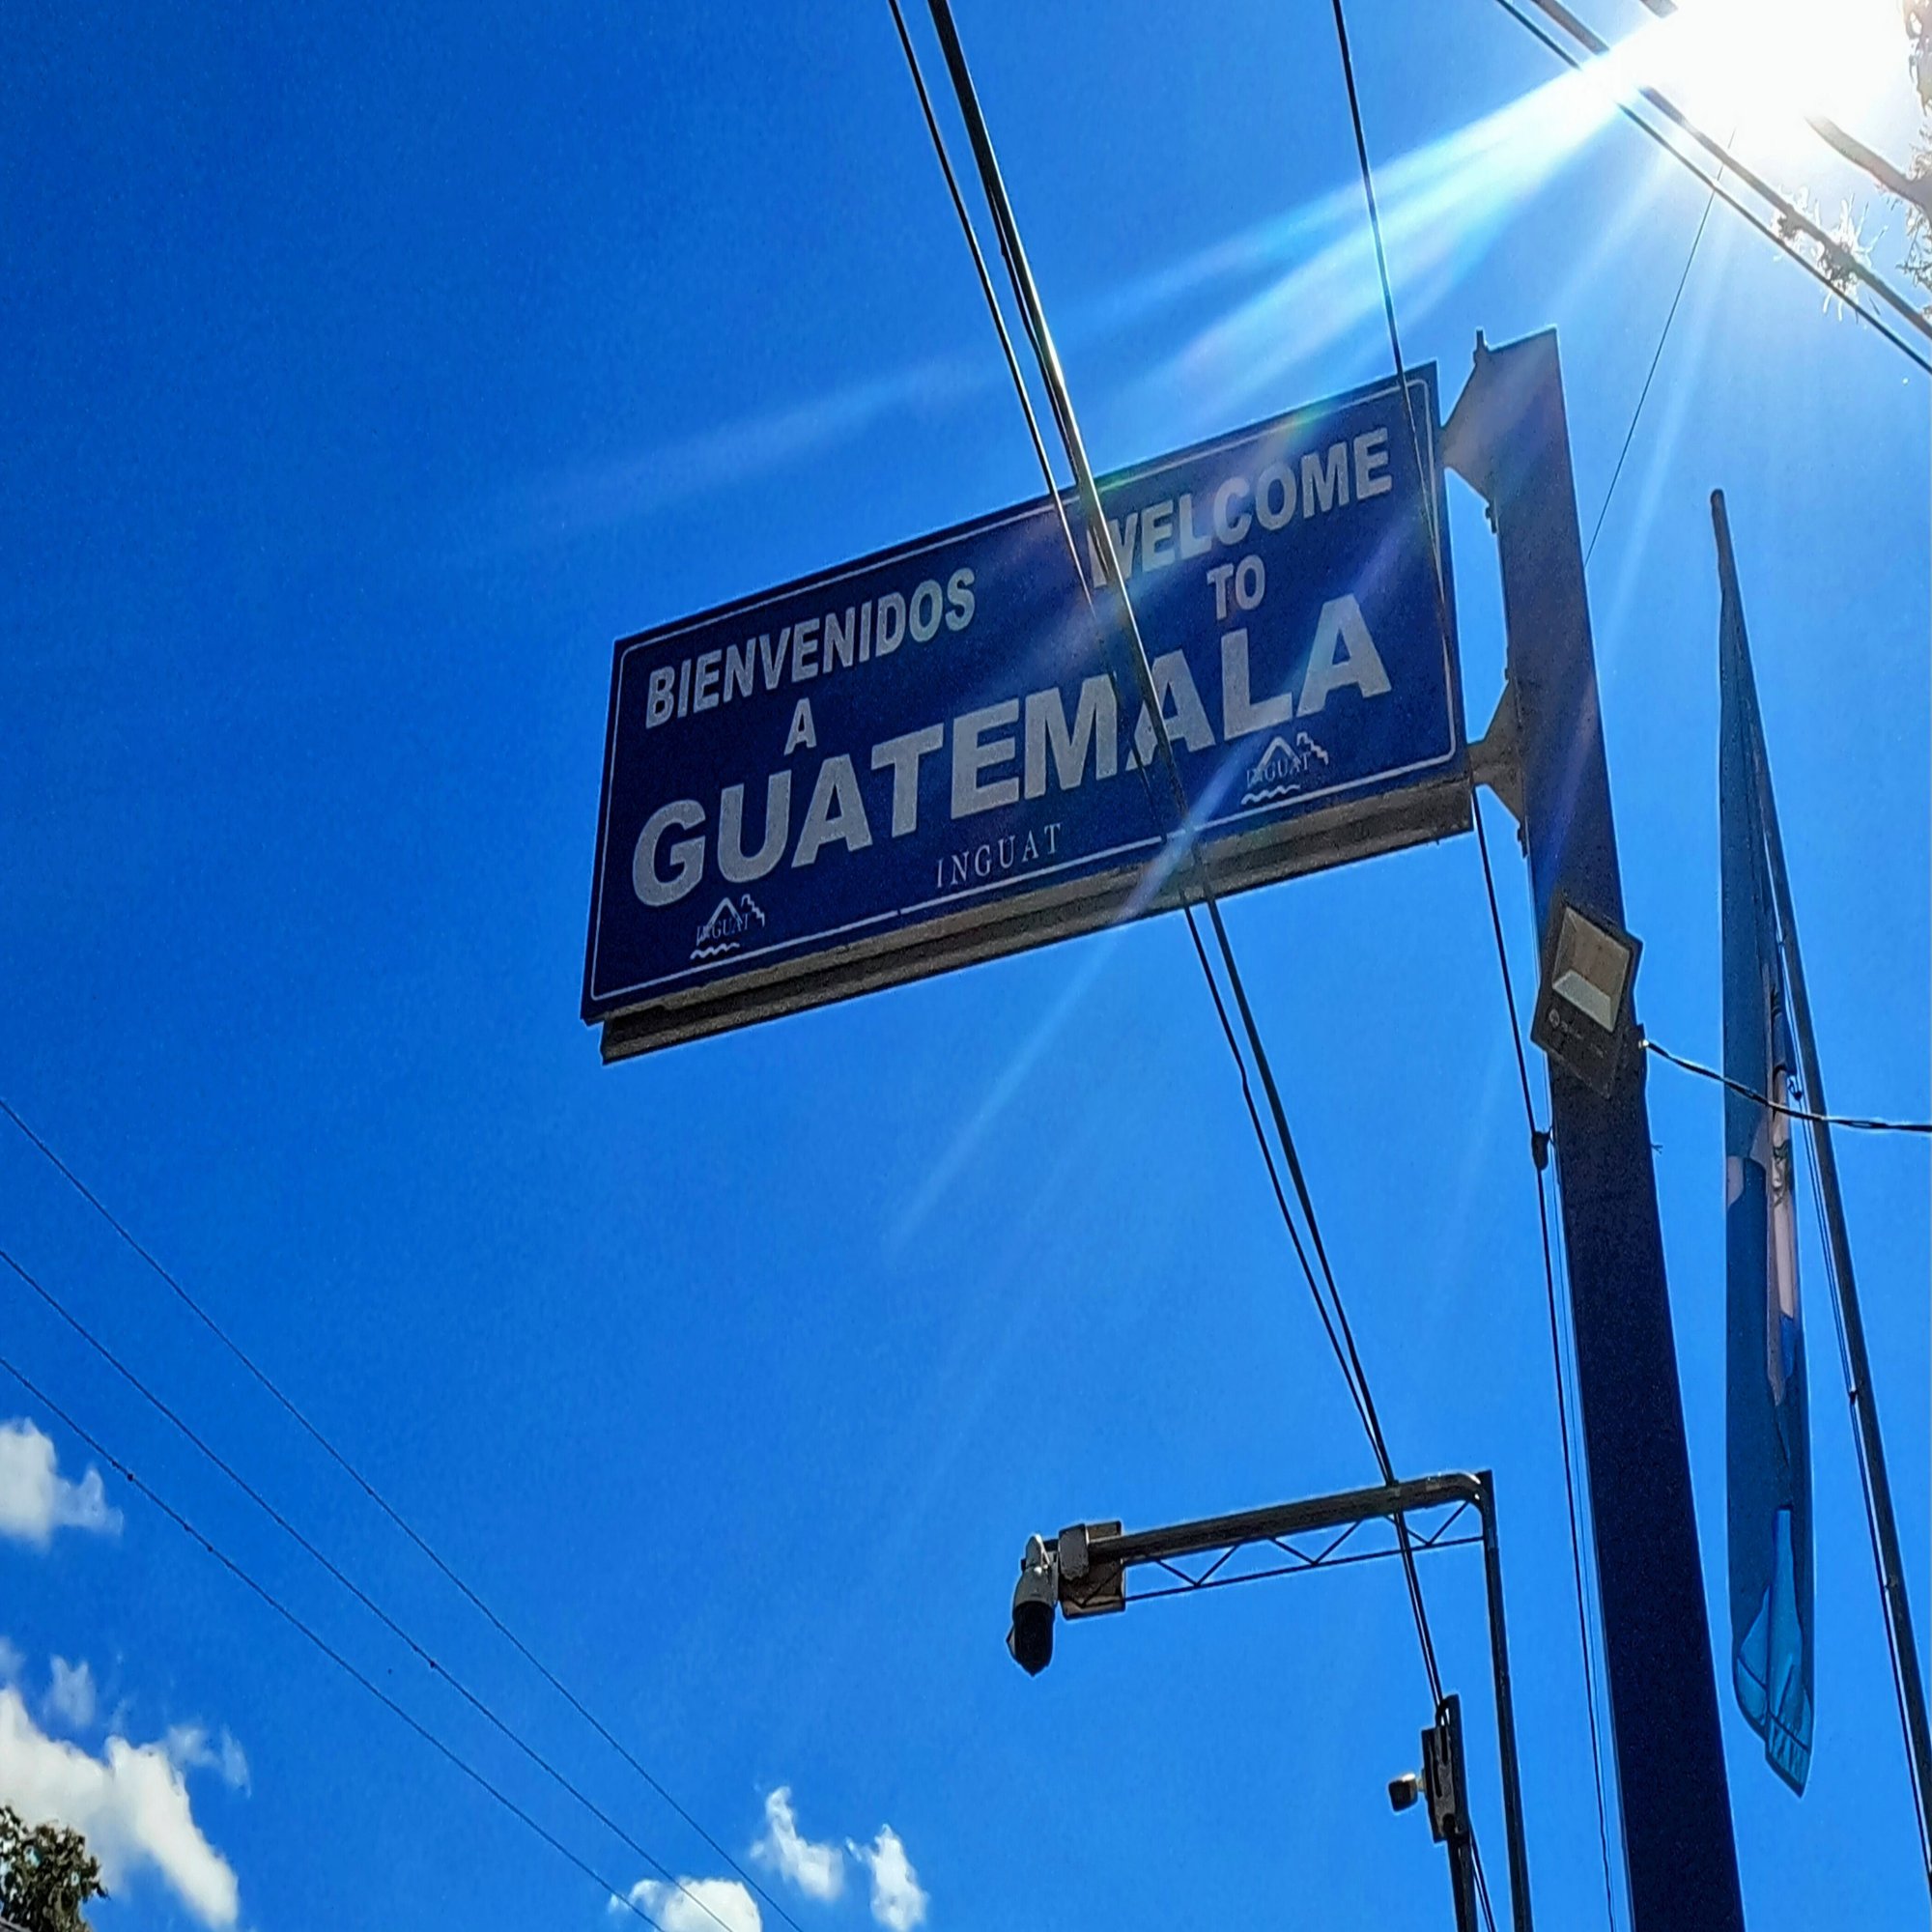 BIENVENIDOS
A
WELCOME
TO
GUATEMALA
INGUAT
INGUAT
INGUAT